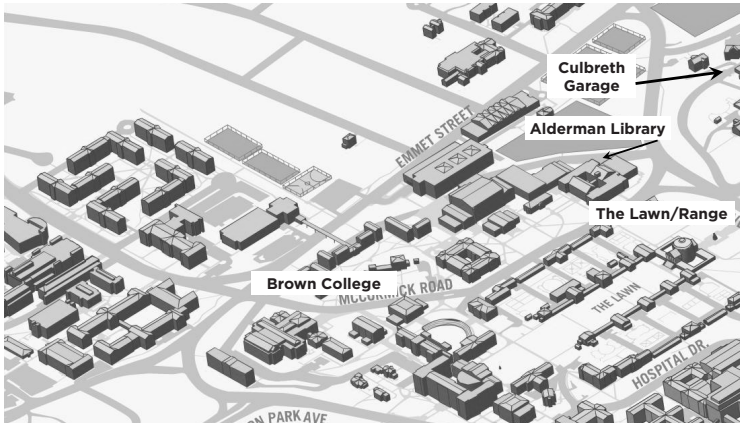 Culbreth
Garage
EMMET STREET
Alderman Library
The Lawn/Range
Brown College
MCCORMICK ROAD
THE LAWN
HOSPITAL DR.
ON PARK AVE